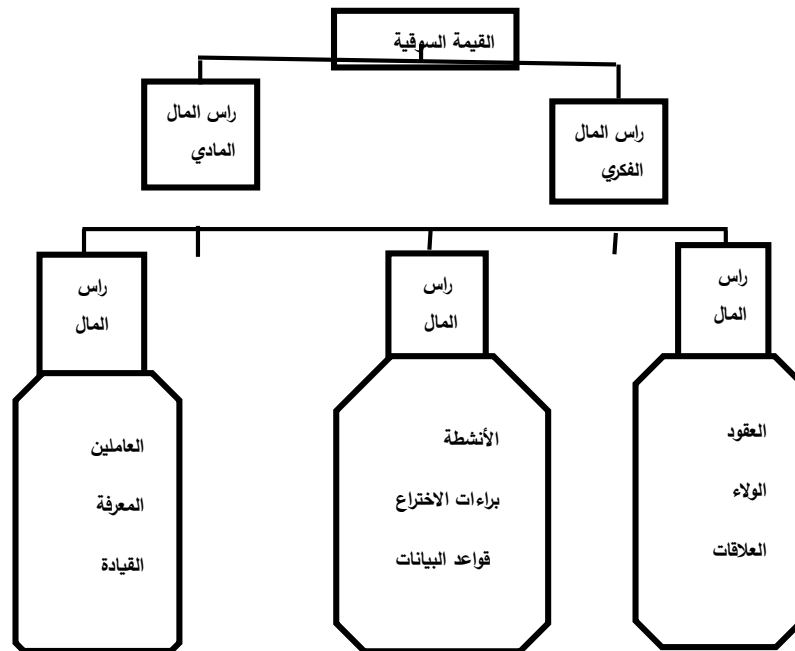 القيمة السوقية
راس المال
الفكري
راس المال
المادي
راس
المال
راس
المال
راس
المال
العقود
الولاء
العلاقات
الأنشطة
براءات الاختراع
قواعد البيانات
العاملين
المعرفة
القيادة